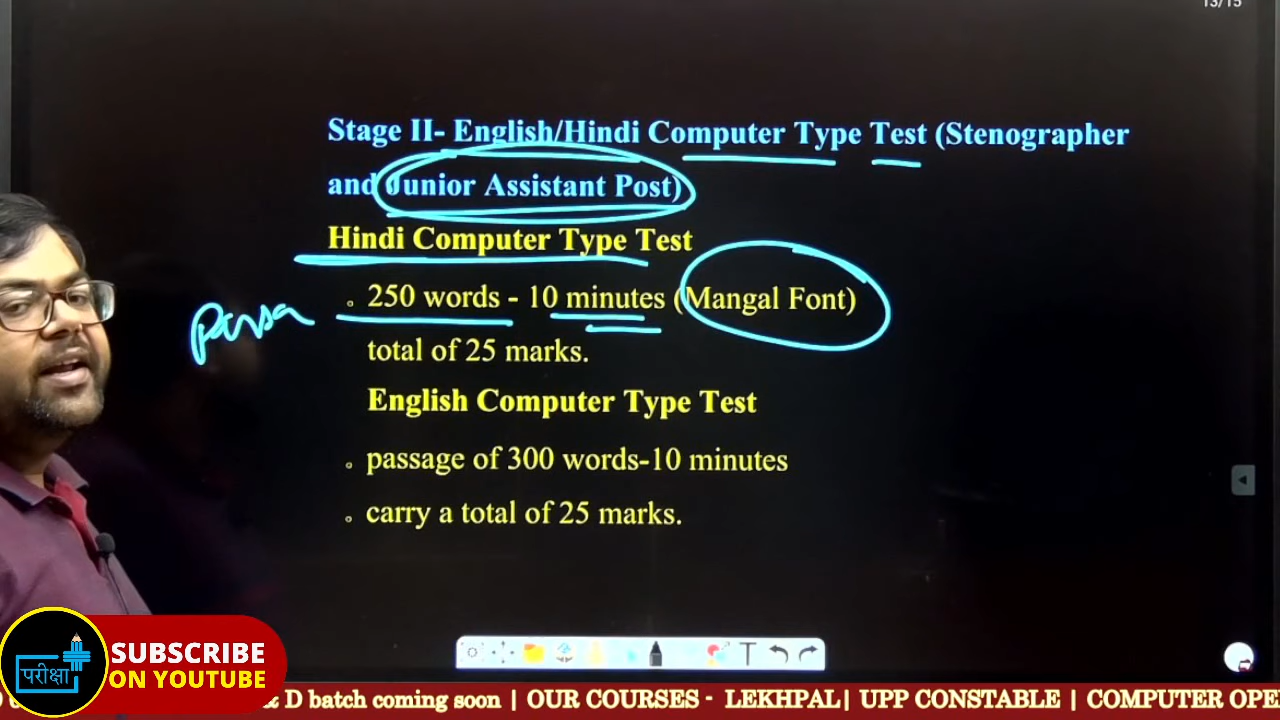 13/15
Stage II- English/Hindi Computer Type Test (Stenographer
and Junior Assistant Post)
Hindi Computer Type Test
250 words - 10 minutes (Mangal Font)
total of 25 marks.
English Computer Type Test
passage of 300 words-10 minutes
carry a total of 25 marks.
T
परीक्षा
SUBSCRIBE
ON YOUTUBE
D batch coming soon | OUR COURSES - LEKHPAL| UPP CONSTABLE | COMPUTER OPE